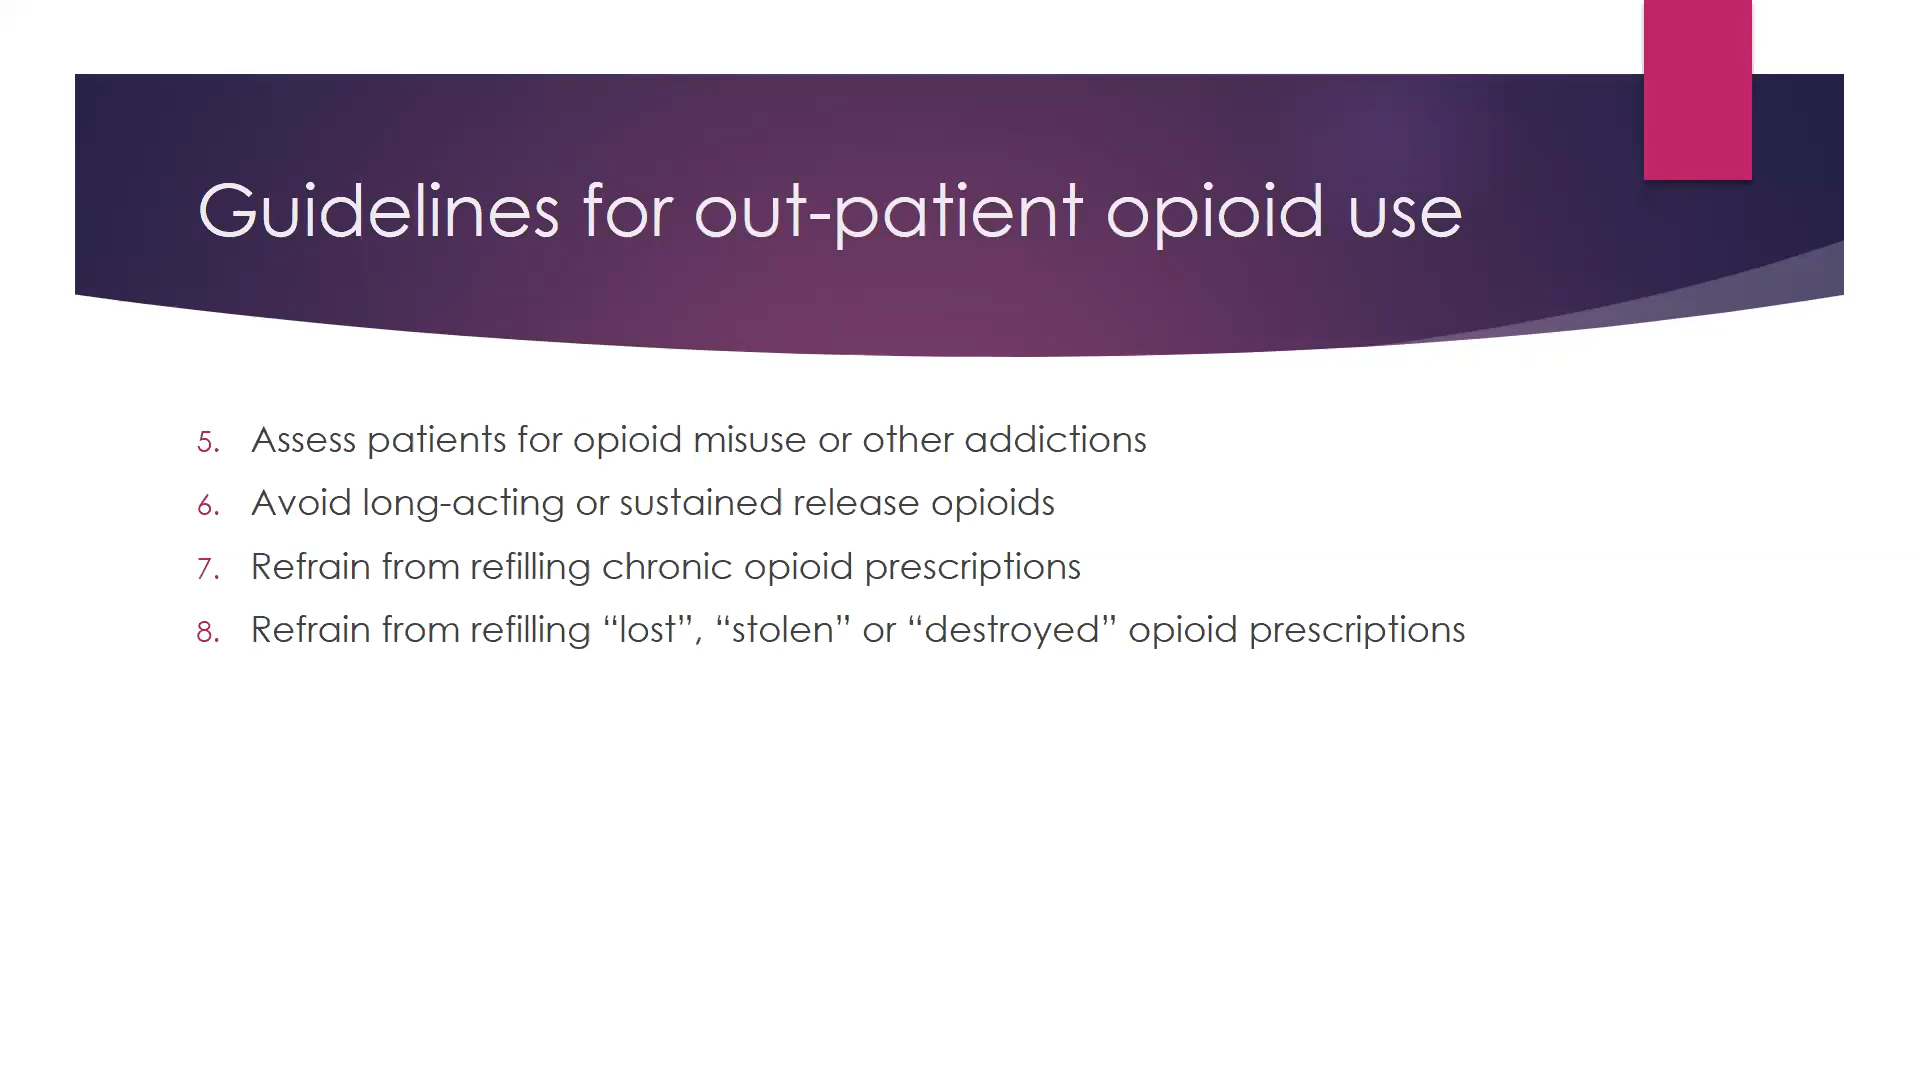 Guidelines for out-patient opioid use
5. Assess patients for opioid misuse or other addictions
6. Avoid long-acting or sustained release opioids
7. Refrain from refilling chronic opioid prescriptions
8. Refrain from refilling “lost”, “stolen” or “destroyed” opioid prescriptions